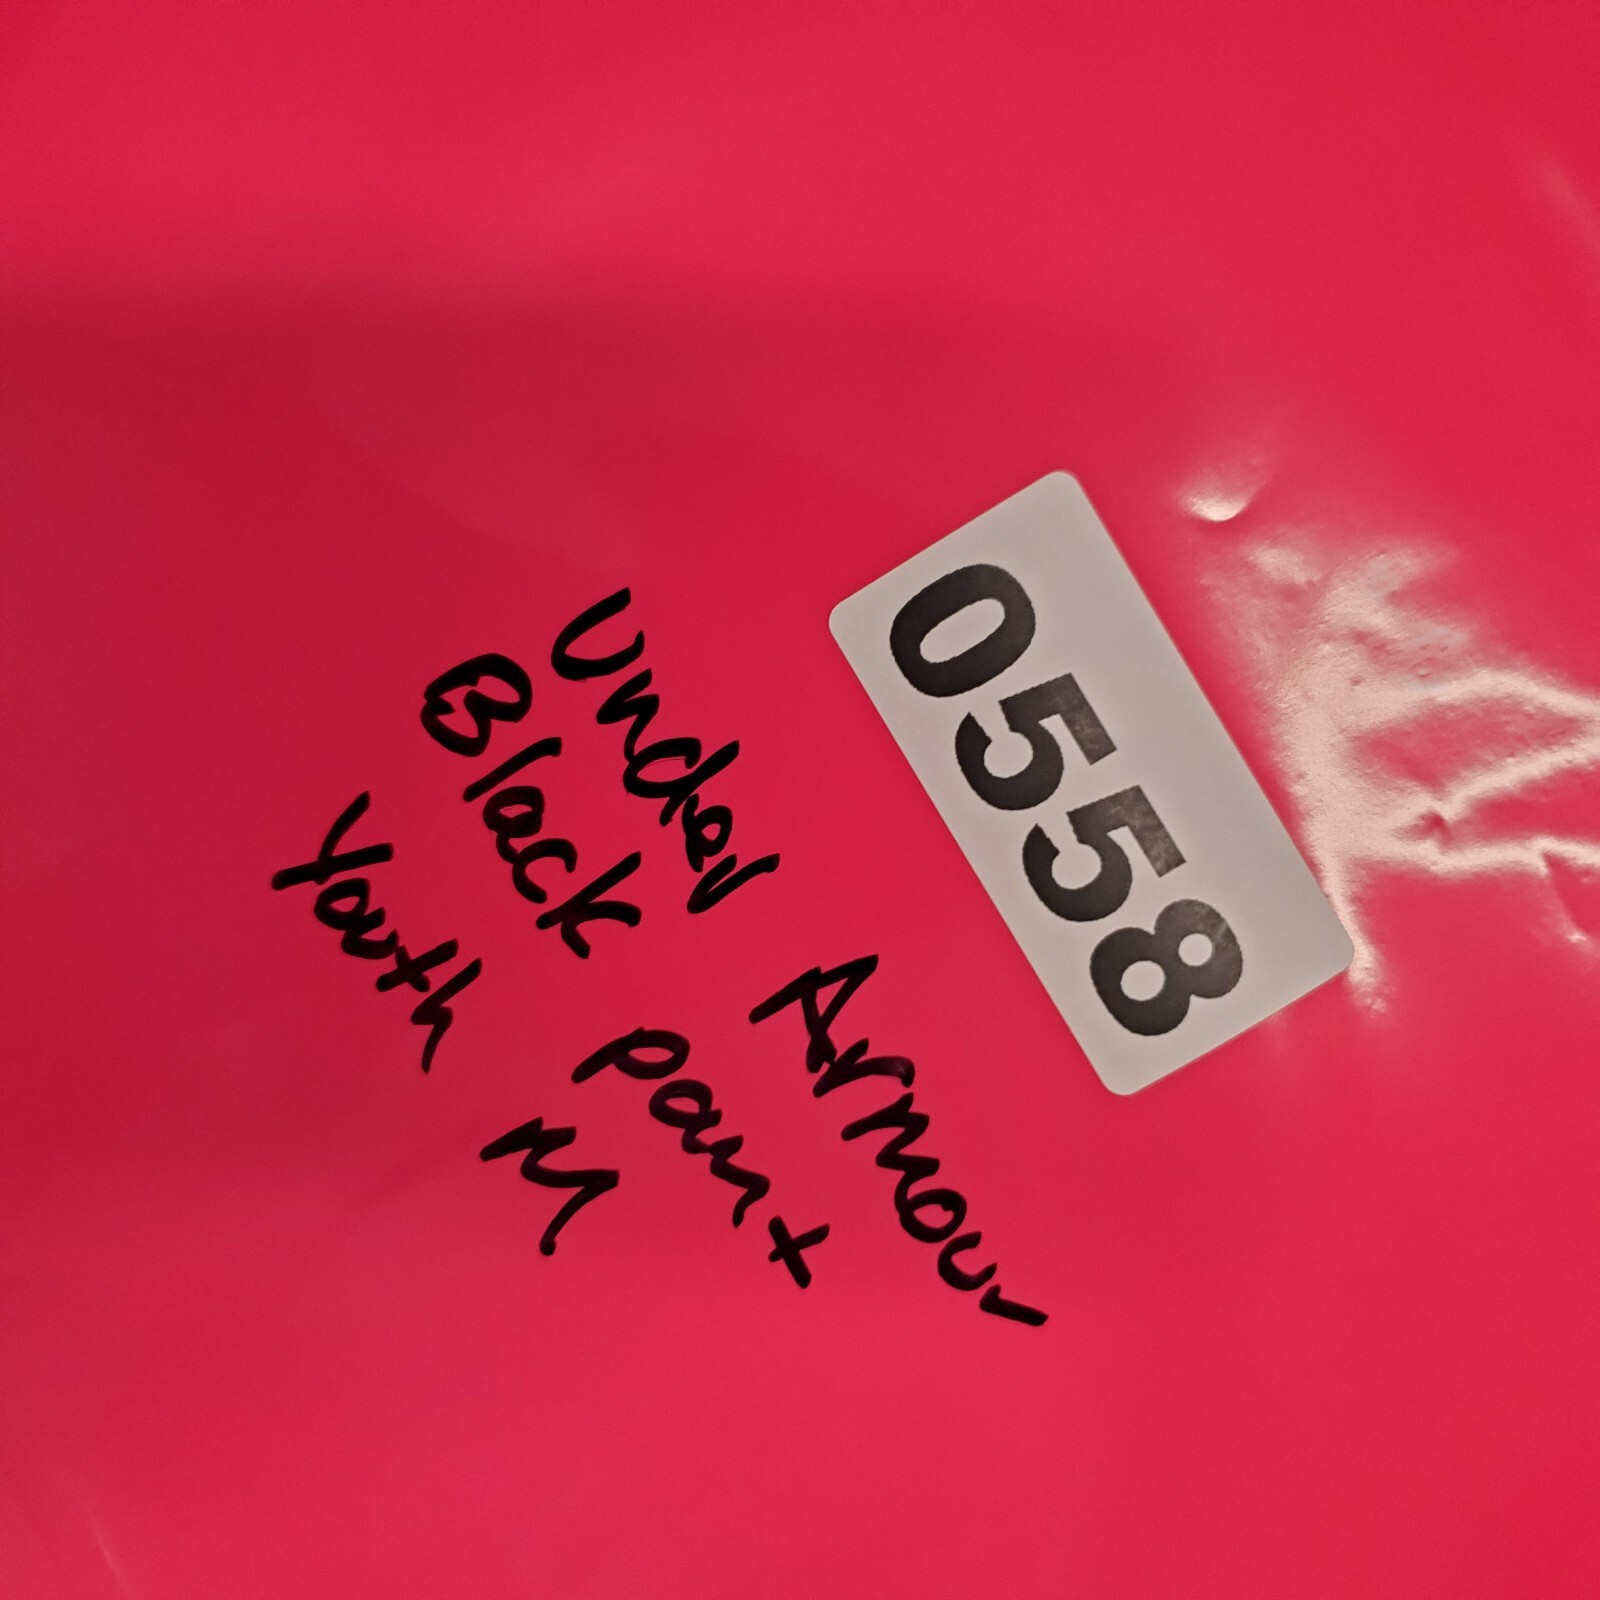 0558
Under Armour
Black pant
Youth M